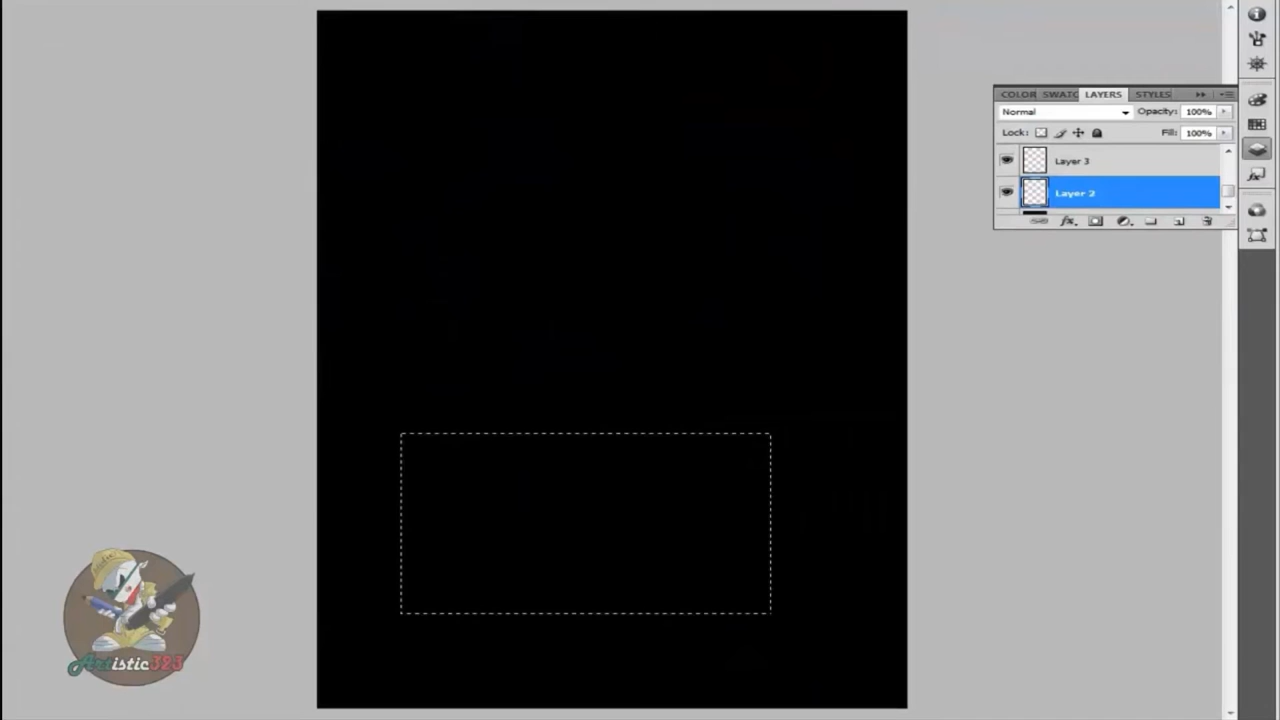 COLOR SWATC LAYERS STYLES
Normal Opacity: 100%
Lock: Fill: 100%
Layer 3
Layer 2
Artistic323